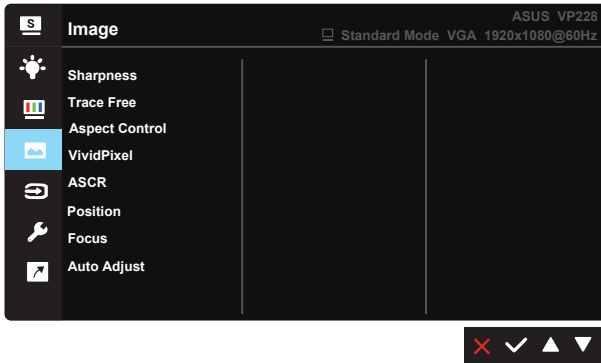 S
Image
ASUS VP228
Standard Mode VGA 1920x1080@60Hz
Sharpness
Trace Free
Aspect Control
VividPixel
ASCR
Position
Focus
Auto Adjust